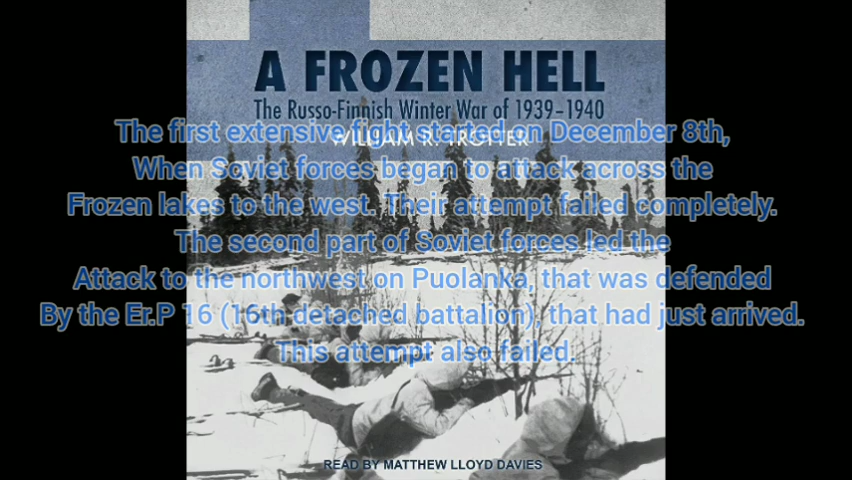 A FROZEN HELL
The Russo-Finnish Winter War of 1939–1940
WILLIAM R. TROTTER
The first extensive fight started on December 8th,
When Soviet forces began to attack across the
Frozen lakes to the west. Their attempt failed completely.
The second part of Soviet forces led the
Attack to the northwest on Puolanka, that was defended
By the Er.P 16 (16th detached battalion), that had just arrived.
This attempt also failed.
READ BY MATTHEW LLOYD DAVIES